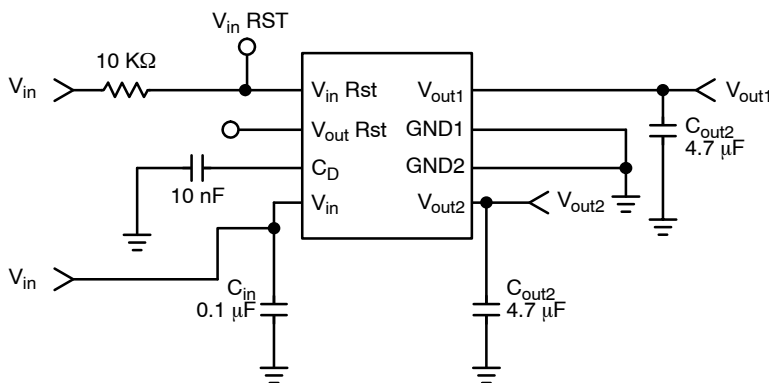 V_in RST
10 KΩ
V_in
V_in Rst
V_out1
V_out1
V_out Rst
GND1
C_out2
4.7 µF
C_D
GND2
10 nF
V_in
V_out2
V_out2
V_in
C_in
0.1 µF
C_out2
4.7 µF